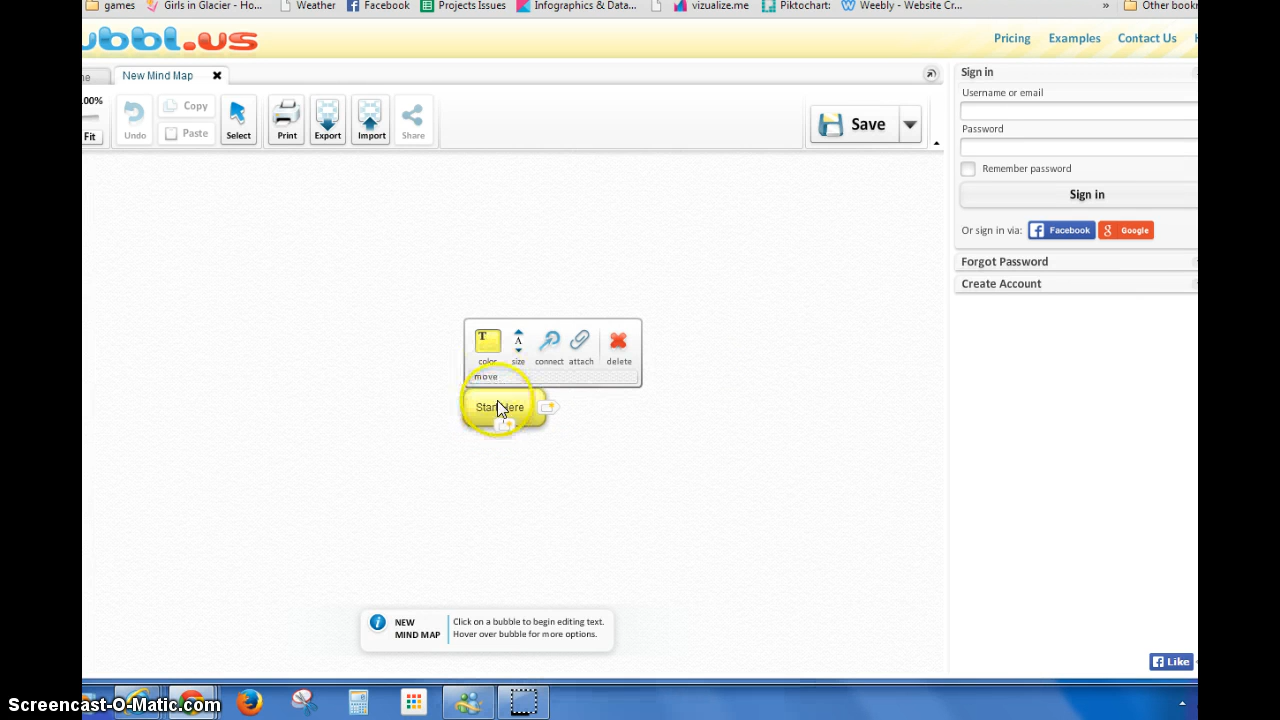 games Girls in Glacier - Ho... Weather Facebook Projects Issues Infographics & Data... vizualize.me Piktochart: Weebly - Website Cr... » Other bookr
ubbl.us
Pricing Examples Contact Us
New Mind Map
Sign in
Username or email
00%
Fit
Undo
Copy
Paste
Select
Print
Export
Import
Share
Save
Password
Remember password
Sign in
Or sign in via: Facebook Google
Forgot Password
Create Account
T
A
color size connect attach delete
move
Start Here
NEW MIND MAP
Click on a bubble to begin editing text.
Hover over bubble for more options.
Like
Screencast-O-Matic.com